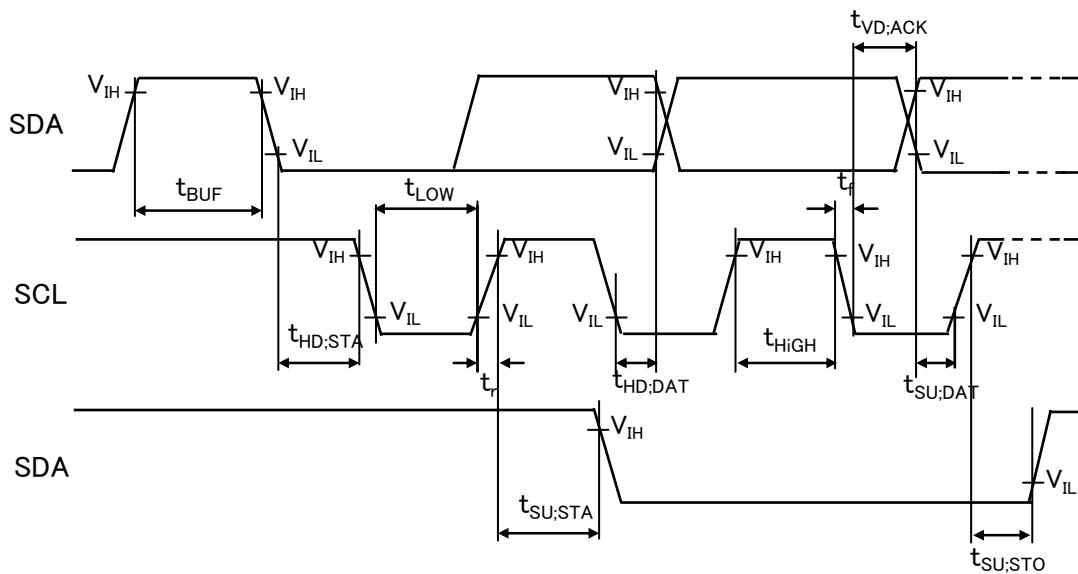 tVD;ACK
VIH
VIH
VIH
VIH
SDA
VIL
VIL
VIL
tBUF
tLOW
tf
VIH
VIH
VIH
VIH
VIH
SCL
VIL
VIL
VIL
VIL
VIL
tHD;STA
tr
tHD;DAT
tHiGH
tSU;DAT
VIH
SDA
VIL
tSU;STA
tSU;STO